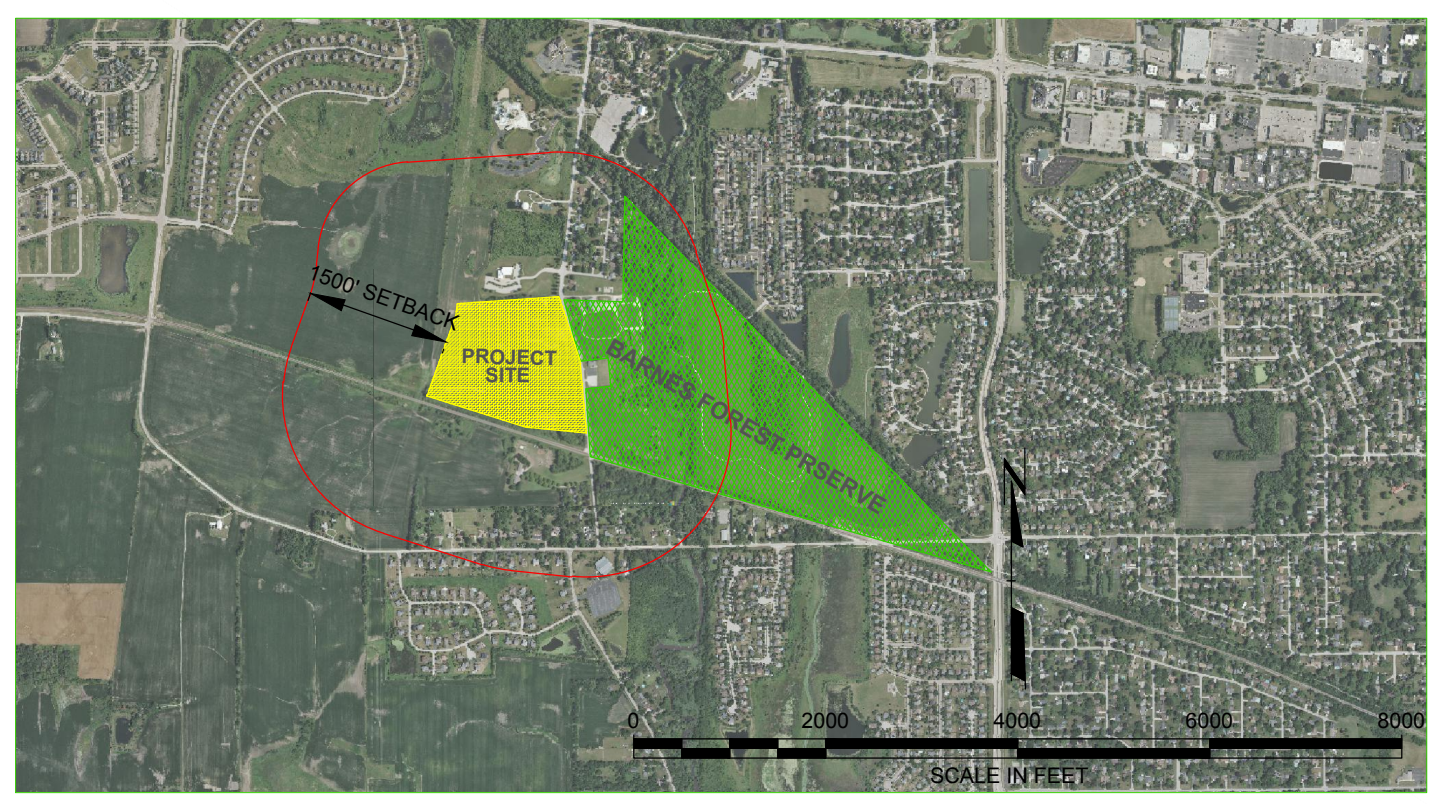 1500' SETBACK
PROJECT
SITE
BARNES FOREST PRSERVE
N
0 2000 4000 6000 8000
SCALE IN FEET